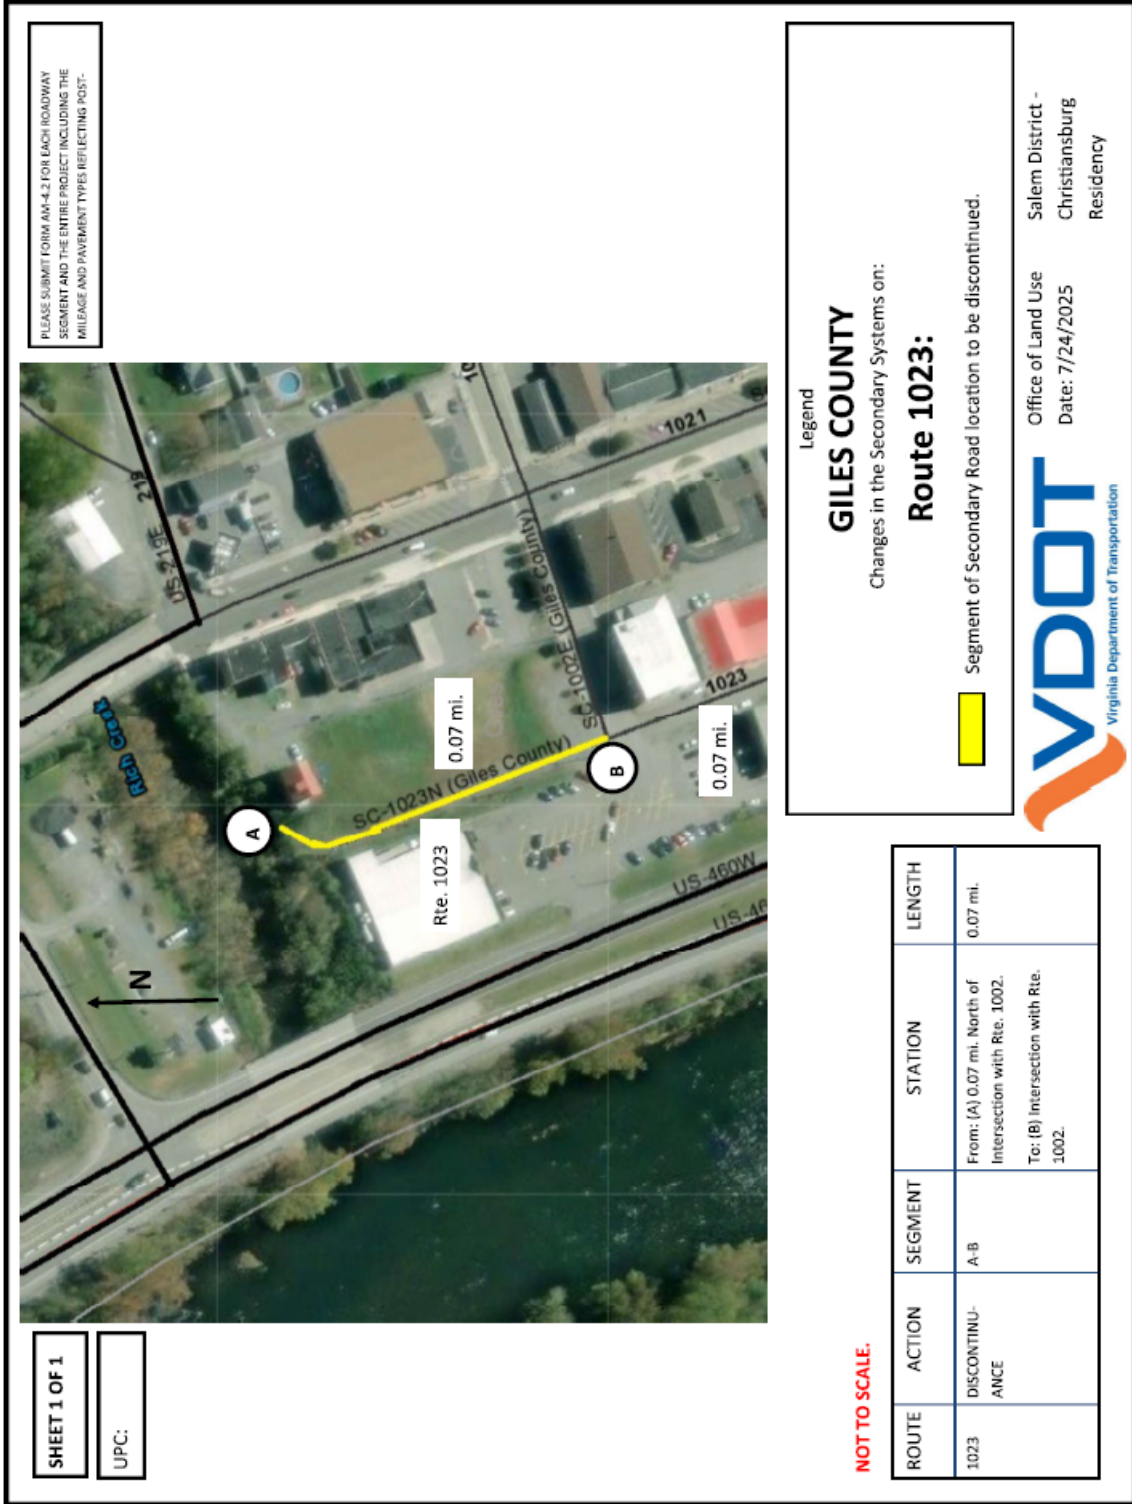 SHEET 1 OF 1
UPC:
PLEASE SUBMIT FORM AM-4.2 FOR EACH ROADWAY
SEGMENT AND THE ENTIRE PROJECT INCLUDING THE
MILEAGE AND PAVEMENT TYPES REFLECTING POST-
N
Rich Creek
US-219E
219
A
SC-1023N (Giles County)
Rte. 1023
0.07 mi.
B
SC-1002E (Giles County)
1021
1023
0.07 mi.
US-460W
US-46
10
NOT TO SCALE.
ROUTE ACTION SEGMENT STATION LENGTH
1023 DISCONTINU- A-B From: (A) 0.07 mi. North of 0.07 mi.
ANCE Intersection with Rte. 1002.
To: (B) Intersection with Rte.
1002.
Legend
GILES COUNTY
Changes in the Secondary Systems on:
Route 1023:
Segment of Secondary Road location to be discontinued.
VDOT
Virginia Department of Transportation
Office of Land Use
Date: 7/24/2025
Salem District -
Christiansburg
Residency